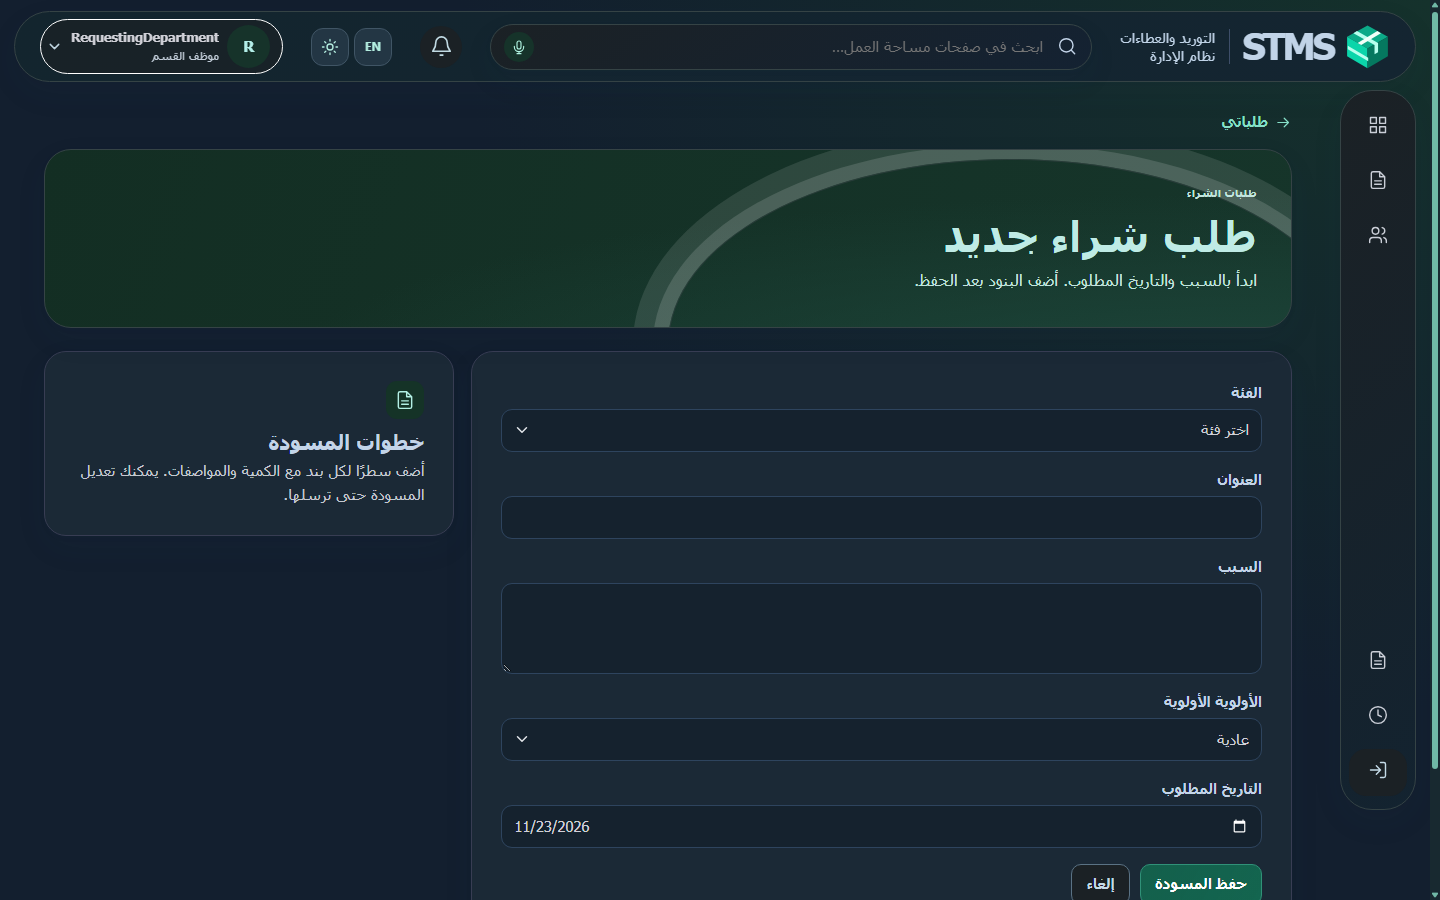 STMS
التوريد والعطاءات
نظام الإدارة
ابحث في صفحات مساحة العمل...
EN
R
RequestingDepartment
موظف القسم
طلباتي
طلبات الشراء
طلب شراء جديد
ابدأ بالسبب والتاريخ المطلوب. أضف البنود بعد الحفظ.
الفئة
اختر فئة
العنوان
السبب
الأولوية الأولوية
عادية
التاريخ المطلوب
11/23/2026
حفظ المسودة
إلغاء
خطوات المسودة
أضف سطرًا لكل بند مع الكمية والمواصفات. يمكنك تعديل
المسودة حتى ترسلها.